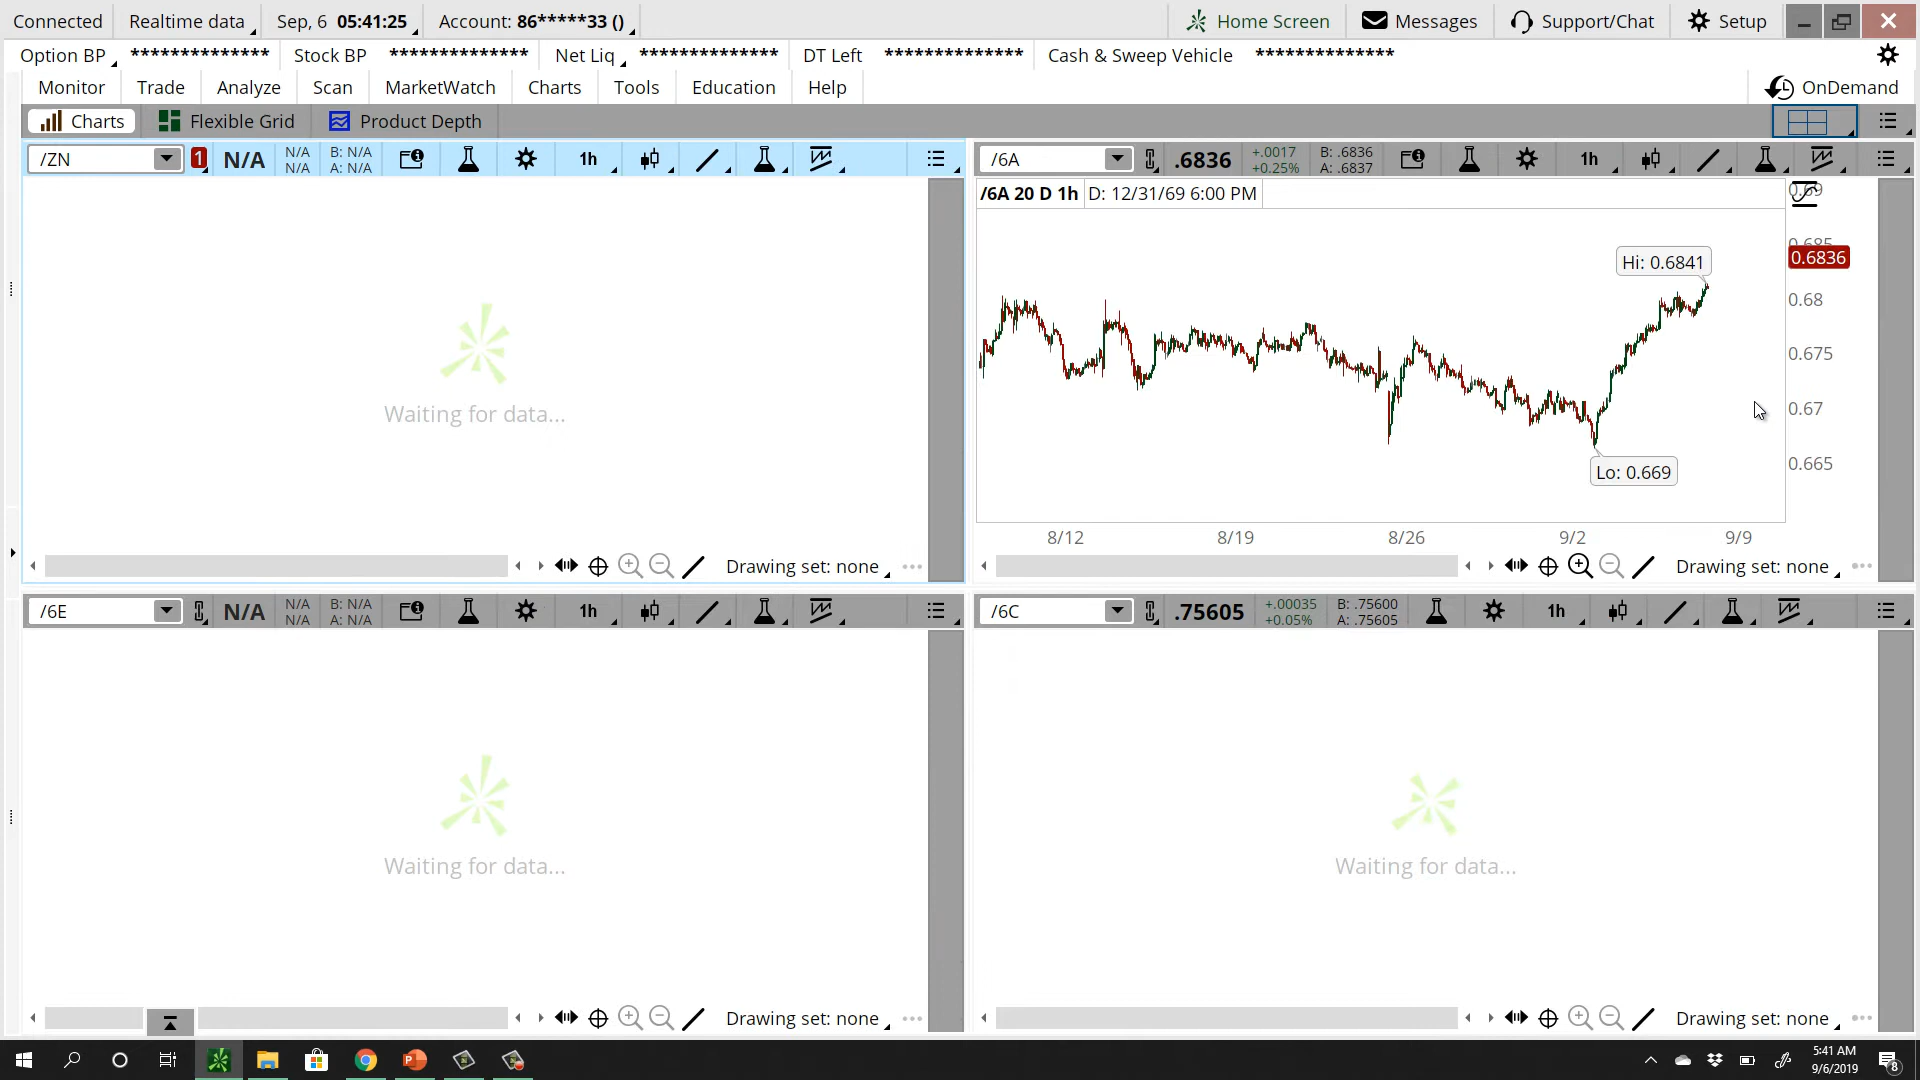 Connected Realtime data Sep, 6 05:41:25 Account: 86*****33 () Home Screen Messages Support/Chat Setup
Option BP ************** Stock BP ************** Net Liq ************** DT Left ************** Cash & Sweep Vehicle **************
Monitor Trade Analyze Scan MarketWatch Charts Tools Education Help OnDemand
Charts Flexible Grid Product Depth
/ZN 1 N/A N/A N/A B: N/A A: N/A 1h
Waiting for data...
Drawing set: none
/6A .6836 +.0017 +0.25% B: .6836 A: .6837 1h
/6A 20 D 1h D: 12/31/69 6:00 PM
0.69
0.685
0.6836
Hi: 0.6841
0.68
0.675
0.67
0.665
Lo: 0.669
8/12 8/19 8/26 9/2 9/9
Drawing set: none
/6E N/A N/A N/A B: N/A A: N/A 1h
Waiting for data...
Drawing set: none
/6C .75605 +.00035 +0.05% B: .75600 A: .75605 1h
Waiting for data...
Drawing set: none
5:41 AM
9/6/2019
8